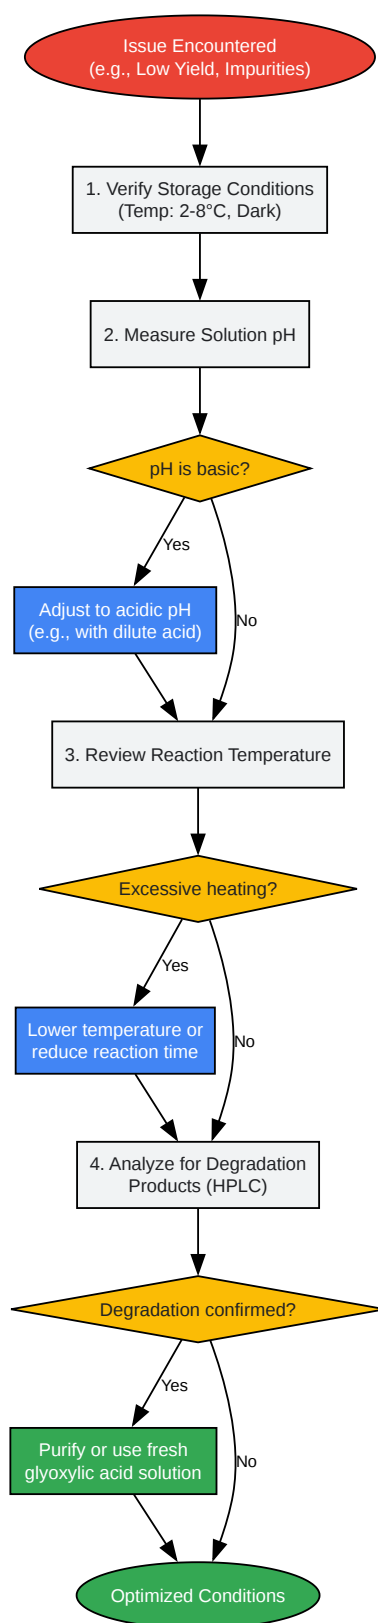 Issue Encountered
(e.g., Low Yield, Impurities)
1. Verify Storage Conditions
(Temp: 2-8°C, Dark)
2. Measure Solution pH
pH is basic?
Yes
Adjust to acidic pH
(e.g., with dilute acid)
No
3. Review Reaction Temperature
Excessive heating?
Yes
Lower temperature or
reduce reaction time
No
4. Analyze for Degradation
Products (HPLC)
Degradation confirmed?
Yes
Purify or use fresh
glyoxylic acid solution
No
Optimized Conditions